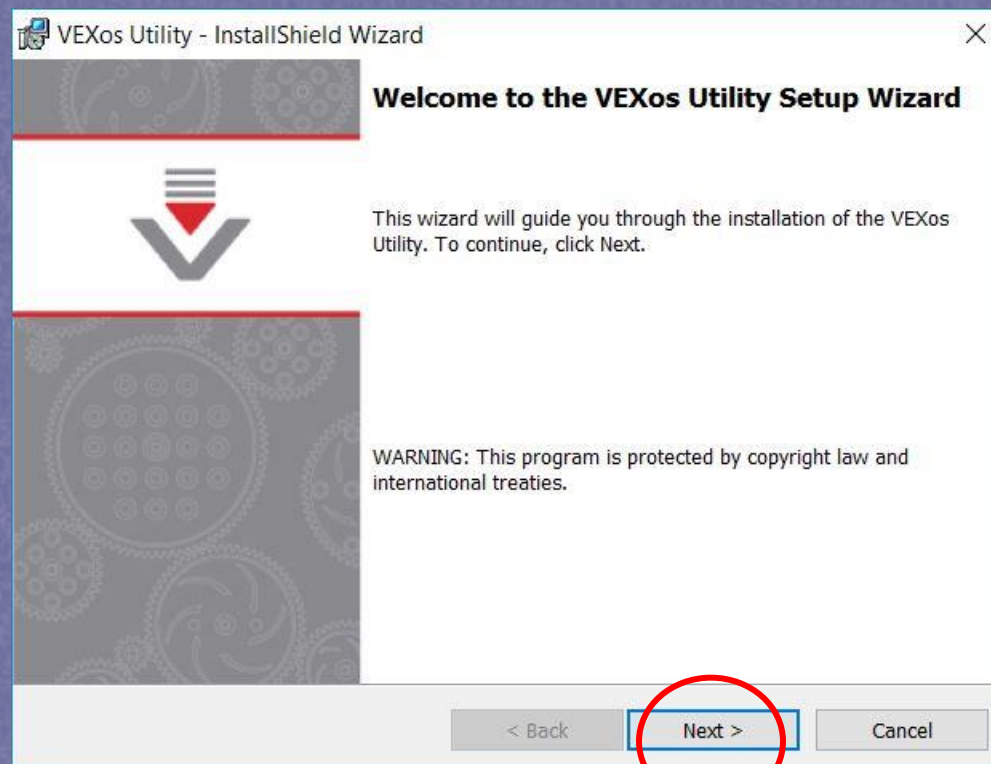 VEXos Utility - InstallShield Wizard
Welcome to the VEXos Utility Setup Wizard
This wizard will guide you through the installation of the VEXos
Utility. To continue, click Next.
WARNING: This program is protected by copyright law and
international treaties.
< Back Next > Cancel